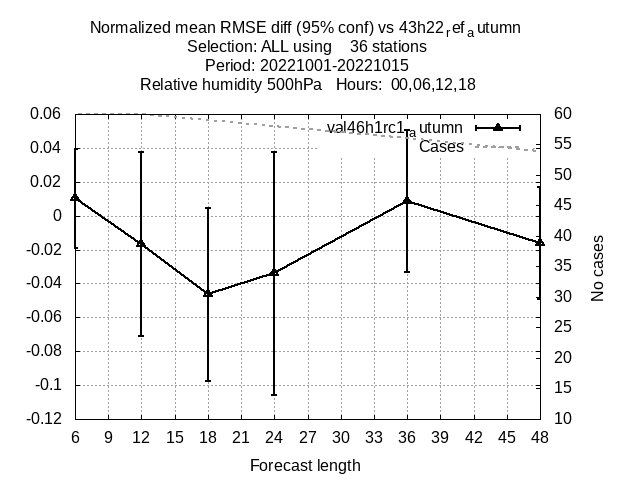 Normalized mean RMSE diff (95% conf) vs 43h22refautumn
Selection: ALL using 36 stations
Period: 20221001-20221015
Relative humidity 500hPa Hours: 00,06,12,18
val46h1rc1autumn
Cases
0.06
0.04
0.02
0
-0.02
-0.04
-0.06
-0.08
-0.1
-0.12
60
55
50
45
40
35
30
25
20
15
10
No cases
6 9 12 15 18 21 24 27 30 33 36 39 42 45 48
Forecast length